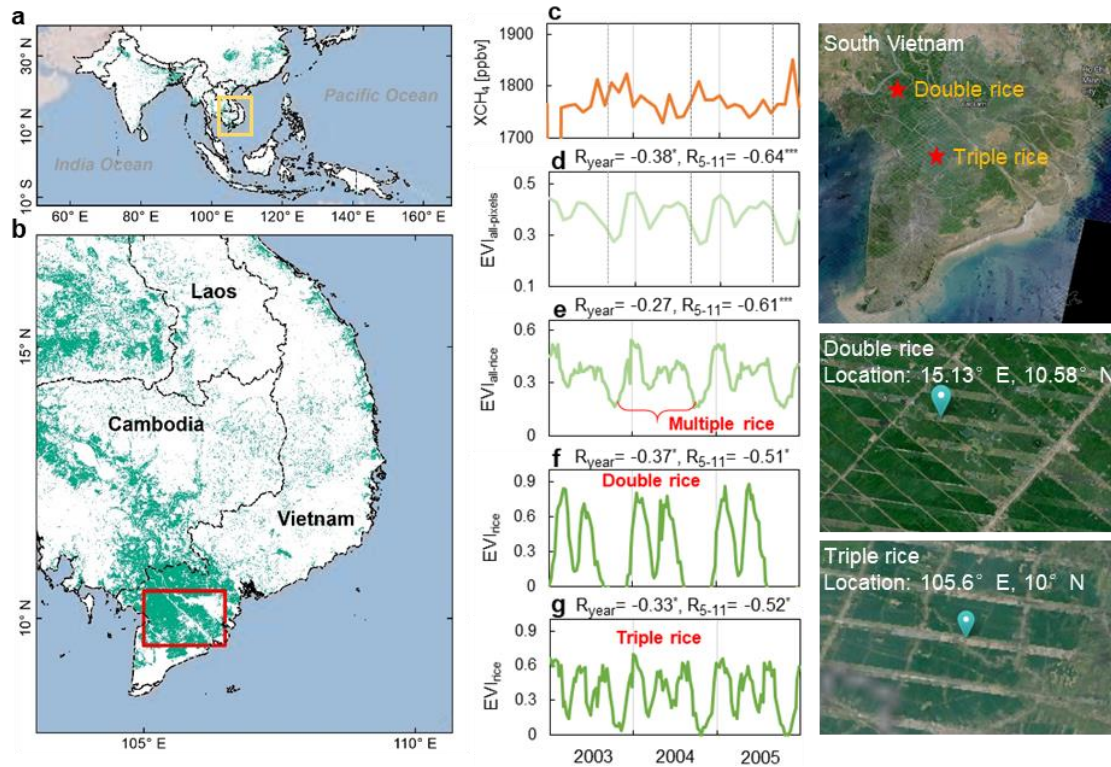 a
30° N
10° N
10° S
Pacific Ocean
India Ocean
60° E
80° E
100° E
120° E
140° E
160° E
b
15° N
10° N
Laos
Cambodia
Vietnam
105° E
110° E
c
XCH4 [ppbv]
1900
1800
1700
d
Ryear= -0.38*, R5-11= -0.64***
EVIall-pixels
0.5
0.3
0.1
e
Ryear= -0.27, R5-11= -0.61***
EVIall-rice
0.6
0.3
0
Multiple rice
f
Ryear= -0.37*, R5-11= -0.51*
Double rice
EVIrice
0.9
0.6
0.3
0
g
Ryear= -0.33*, R5-11= -0.52*
Triple rice
EVIrice
0.9
0.6
0.3
0
2003
2004
2005
South Vietnam
Double rice
Triple rice
Double rice
Location: 15.13° E, 10.58° N
Triple rice
Location: 105.6° E, 10° N